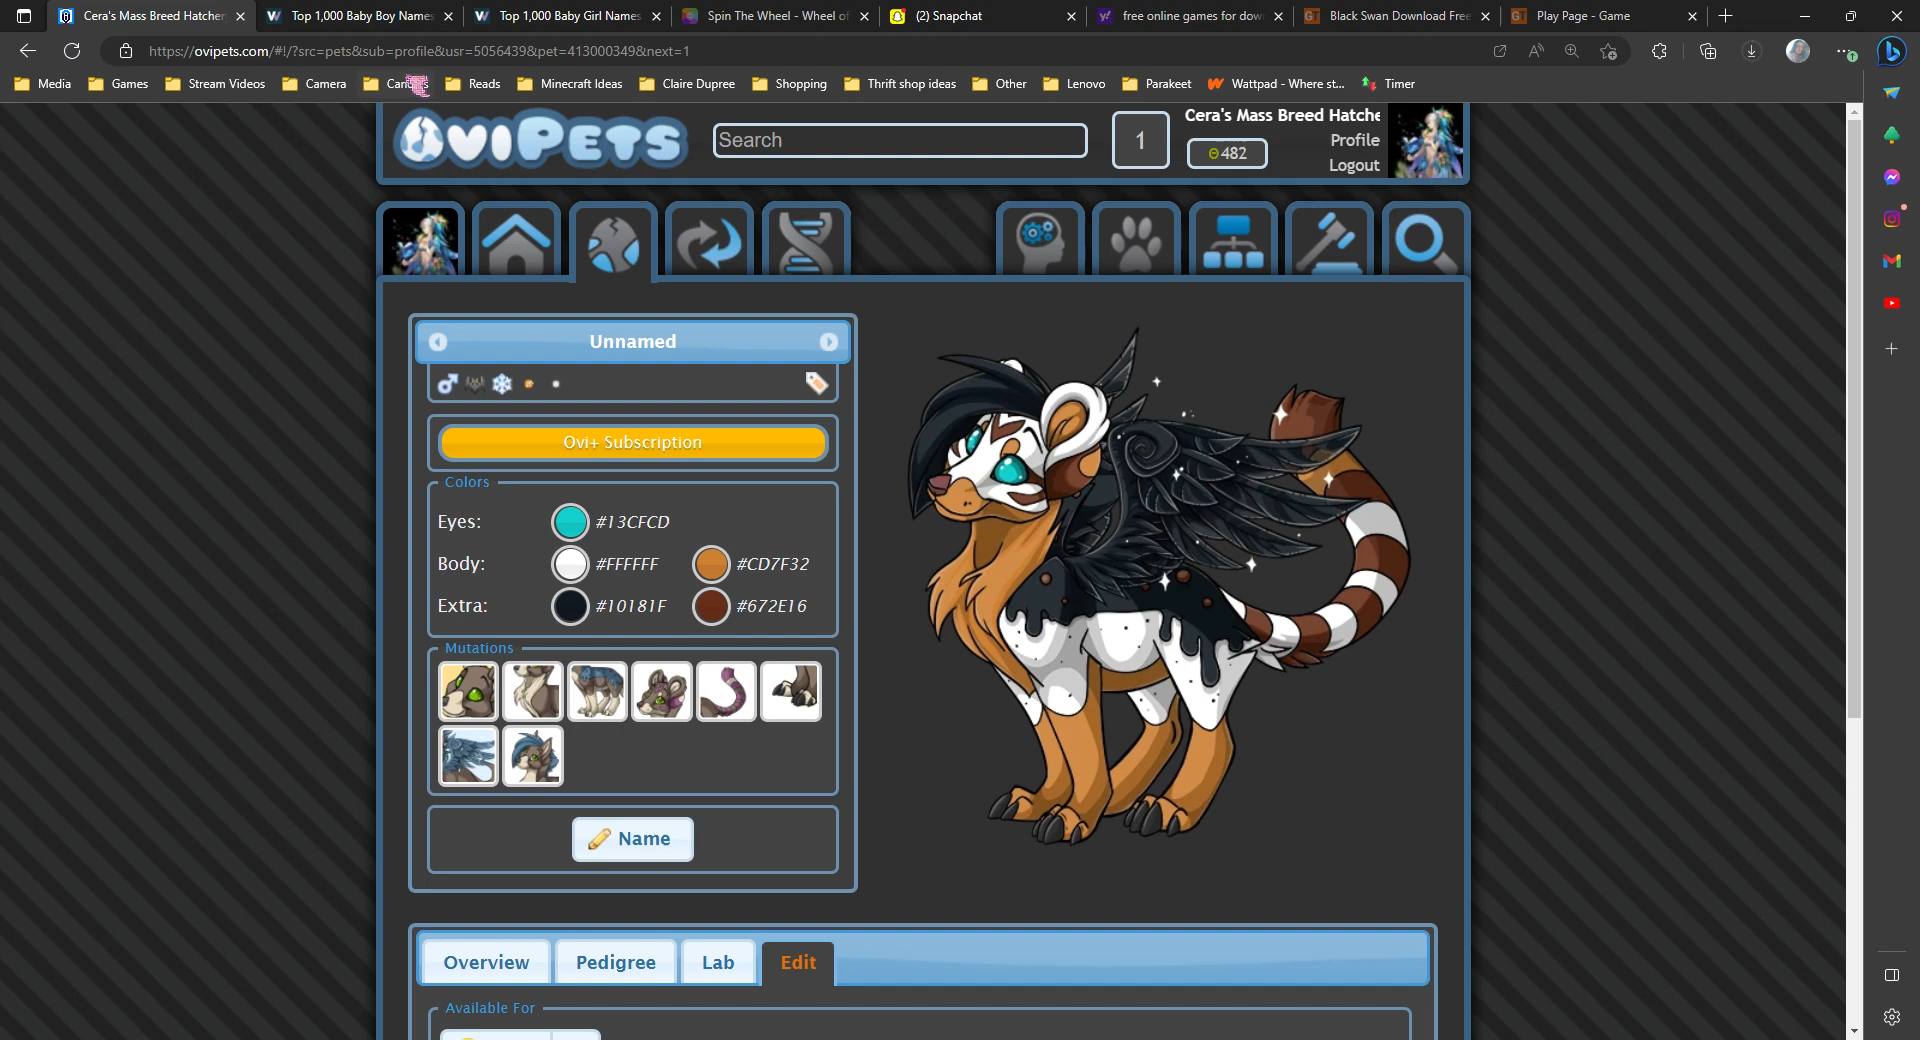 Cera's Mass Breed Hatcher
Top 1,000 Baby Boy Names
Top 1,000 Baby Girl Names
Spin The Wheel - Wheel of
(2) Snapchat
free online games for dow
Black Swan Download Free
Play Page - Game
https://ovipets.com/#!/?src=pets&sub=profile&usr=5056439&pet=413000349&next=1
Media
Games
Stream Videos
Camera
Reads
Minecraft Ideas
Claire Dupree
Shopping
Thrift shop ideas
Other
Lenovo
Parakeet
Wattpad - Where st...
Timer
OviPets
Search
1
Cera's Mass Breed Hatche
482
Profile
Logout
Unnamed
Ovi+ Subscription
Colors
Eyes: #13CFCD
Body: #FFFFFF #CD7F32
Extra: #10181F #672E16
Mutations
Name
Overview
Pedigree
Lab
Edit
Available For